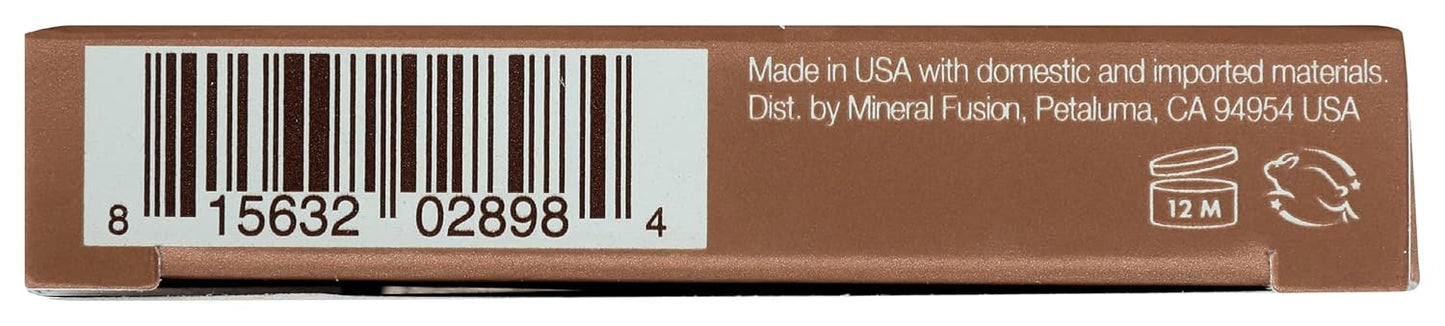 Made in USA with domestic and imported materials.
Dist. by Mineral Fusion, Petaluma, CA 94954 USA
12 M
8 15632 02898 4